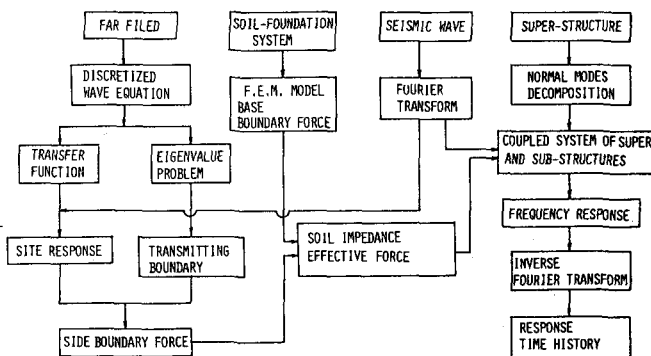 FAR FILED
SOIL-FOUNDATION
SYSTEM
SEISMIC WAVE
SUPER-STRUCTURE
DISCRETIZED
WAVE EQUATION
F.E.M. MODEL
BASE
BOUNDARY FORCE
FOURIER
TRANSFORM
NORMAL MODES
DECOMPOSITION
TRANSFER
FUNCTION
EIGENVALUE
PROBLEM
COUPLED SYSTEM OF SUPER
AND SUB-STRUCTURES
SITE RESPONSE
TRANSMITTING
BOUNDARY
SOIL IMPEDANCE
EFFECTIVE FORCE
FREQUENCY RESPONSE
INVERSE
FOURIER TRANSFORM
SIDE BOUNDARY FORCE
RESPONSE
TIME HISTORY